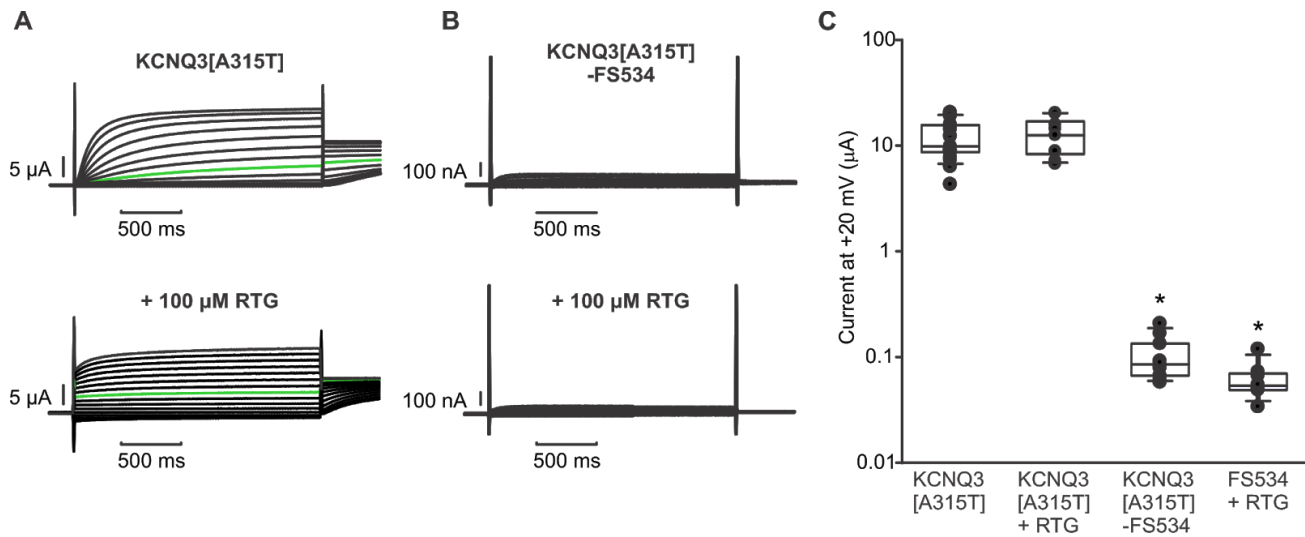 A
KCNQ3[A315T]
5 µA
500 ms
+ 100 µM RTG
5 µA
500 ms
B
KCNQ3[A315T]
-FS534
100 nA
500 ms
+ 100 µM RTG
100 nA
500 ms
C
Current at +20 mV (µA)
100
10
1
0.1
0.01
*
*
KCNQ3
[A315T]
KCNQ3
[A315T]
+ RTG
KCNQ3
[A315T]
-FS534
FS534
+ RTG